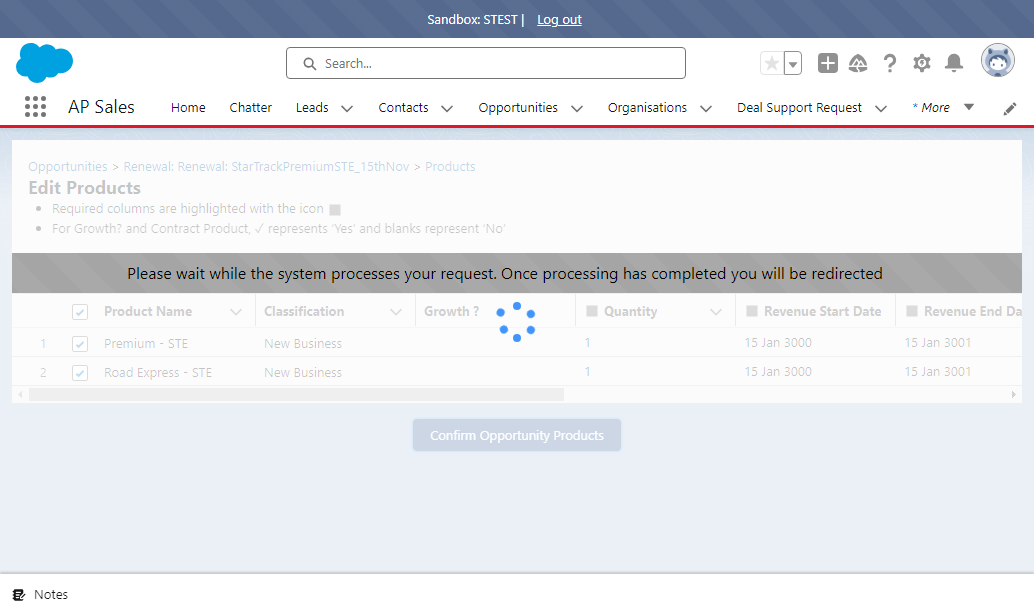 Sandbox: STEST | Log out
Search...
AP Sales Home Chatter Leads Contacts Opportunities Organisations Deal Support Request * More
Opportunities > Renewal: Renewal: StarTrackPremiumSTE_15thNov > Products
Edit Products
• Required columns are highlighted with the icon
• For Growth? and Contract Product, ✓ represents 'Yes' and blanks represent 'No'
Please wait while the system processes your request. Once processing has completed you will be redirected
Product Name Classification Growth ? Quantity Revenue Start Date Revenue End Da
1 Premium - STE New Business 1 15 Jan 3000 15 Jan 3001
2 Road Express - STE New Business 1 15 Jan 3000 15 Jan 3001
Confirm Opportunity Products
Notes